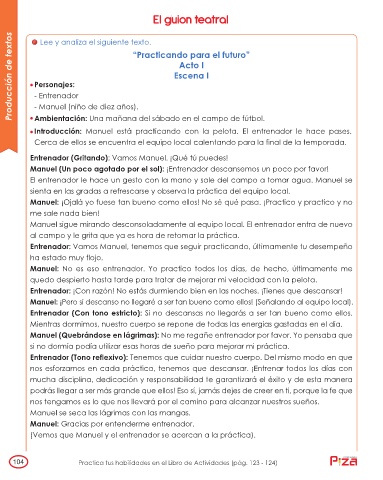 El guion teatral
Producción de textos
Lee y analiza el siguiente texto.
"Practicando para el futuro"
Acto I
Escena I
• Personajes:
- Entrenador
- Manuel (niño de diez años).
• Ambientación: Una mañana del sábado en el campo de fútbol.
• Introducción: Manuel está practicando con la pelota. El entrenador le hace pases.
Cerca de ellos se encuentra el equipo local calentando para la final de la temporada.
Entrenador (Gritando): Vamos Manuel, ¡Qué tú puedes!
Manuel (Un poco agotado por el sol): ¡Entrenador descansemos un poco por favor!
El entrenador le hace un gesto con la mano y sale del campo a tomar agua. Manuel se
sienta en las gradas a refrescarse y observa la práctica del equipo local.
Manuel: ¡Ojalá yo fuese tan bueno como ellos! No sé qué pasa. ¡Practico y practico y no
me sale nada bien!
Manuel sigue mirando desconsoladamente al equipo local. El entrenador entra de nuevo
al campo y le grita que ya es hora de retomar la práctica.
Entrenador: Vamos Manuel, tenemos que seguir practicando, últimamente tu desempeño
ha estado muy flojo.
Manuel: No es eso entrenador. Yo practico todos los días, de hecho, últimamente me
quedo despierto hasta tarde para tratar de mejorar mi velocidad con la pelota.
Entrenador: ¡Con razón! No estás durmiendo bien en las noches. ¡Tienes que descansar!
Manuel: ¡Pero si descanso no llegaré a ser tan bueno como ellos! (Señalando al equipo local).
Entrenador (Con tono estricto): Si no descansas no llegarás a ser tan bueno como ellos.
Mientras dormimos, nuestro cuerpo se repone de todas las energías gastadas en el día.
Manuel (Quebrándose en lágrimas): No me regañe entrenador por favor. Yo pensaba que
si no dormía podía utilizar esas horas de sueño para mejorar mi práctica.
Entrenador (Tono reflexivo): Tenemos que cuidar nuestro cuerpo. Del mismo modo en que
nos esforzamos en cada práctico, tenemos que descansar. ¡Entrenar todos los días con
mucha disciplina, dedicación y responsabilidad te garantizará el éxito y de esta manera
podrás llegar a ser más grande que ellos! Eso sí, jamás dejes de creer en ti, porque la fe que
nos tengamos es lo que nos llevará por el camino para alcanzar nuestros sueños.
Manuel se seca las lágrimas con las mangas.
Manuel: Gracias por entenderme entrenador.
(Vemos que Manuel y el entrenador se acercan a la práctica).
104
Practica tus habilidades en el Libro de Actividades (pág. 123 - 124)
Piza